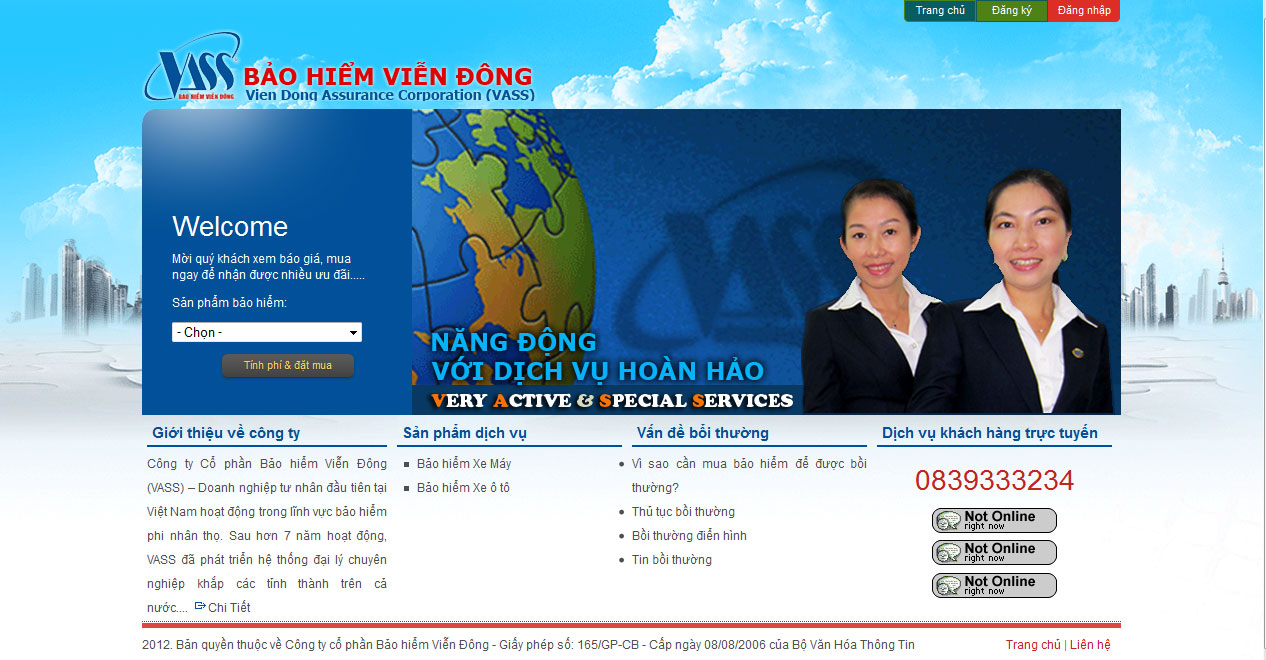 Trang chủ
Đăng ký
Đăng nhập
VASS
BẢO HIỂM VIỄN ĐÔNG
BẢO HIỂM VIỄN ĐÔNG
Vien Dong Assurance Corporation (VASS)
Welcome
Mời quý khách xem báo giá, mua
ngay để nhận được nhiều ưu đãi.....
Sản phẩm bảo hiểm:
- Chọn -
Tính phí & đặt mua
VASS
NĂNG ĐỘNG
VỚI DỊCH VỤ HOÀN HẢO
VERY ACTIVE & SPECIAL SERVICES
Giới thiệu về công ty
Công ty Cổ phần Bảo hiểm Viễn Đông
(VASS) – Doanh nghiệp tư nhân đầu tiên tại
Việt Nam hoạt động trong lĩnh vực bảo hiểm
phi nhân thọ. Sau hơn 7 năm hoạt động,
VASS đã phát triển hệ thống đại lý chuyên
nghiệp khắp các tỉnh thành trên cả
nước.... Chi Tiết
Sản phẩm dịch vụ
Bảo hiểm Xe Máy
Bảo hiểm Xe ô tô
Vấn đề bồi thường
Vì sao cần mua bảo hiểm để được bồi
thường?
Thủ tục bồi thường
Bồi thường điển hình
Tin bồi thường
Dịch vụ khách hàng trực tuyến
0839333234
Not Online
right now
Not Online
right now
Not Online
right now
2012. Bản quyền thuộc về Công ty cổ phần Bảo hiểm Viễn Đông - Giấy phép số: 165/GP-CB - Cấp ngày 08/08/2006 của Bộ Văn Hóa Thông Tin
Trang chủ | Liên hệ